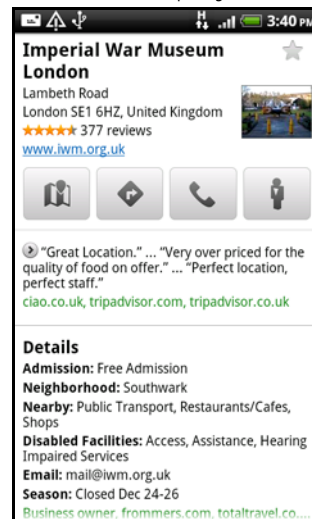 H 3:40 PM
Imperial War Museum
London
Lambeth Road
London SE1 6HZ, United Kingdom
377 reviews
www.iwm.org.uk
“Great Location.” ... “Very over priced for the
quality of food on offer.” ... “Perfect location,
perfect staff.”
ciao.co.uk, tripadvisor.com, tripadvisor.co.uk
Details
Admission: Free Admission
Neighborhood: Southwark
Nearby: Public Transport, Restaurants/Cafes,
Shops
Disabled Facilities: Access, Assistance, Hearing
Impaired Services
Email: mail@iwm.org.uk
Season: Closed Dec 24-26
Business owner, frommers.com, totaltravel.co....